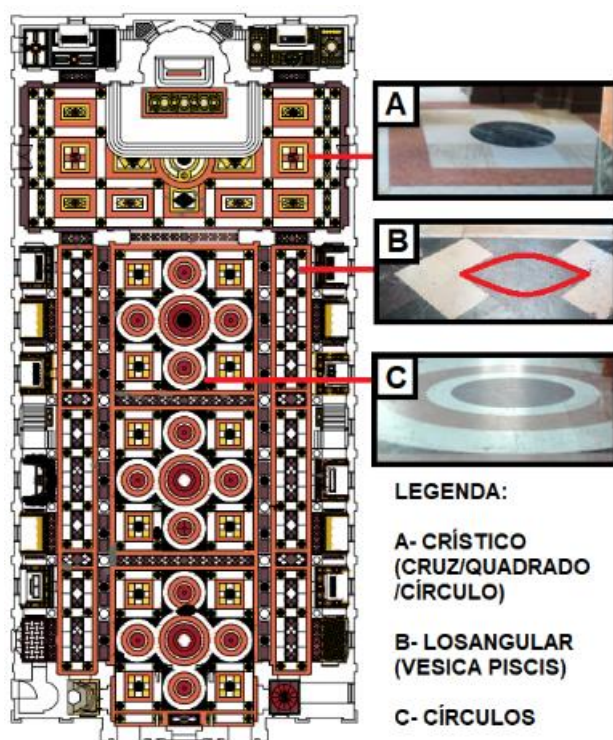 A
B
C
LEGENDA:
A- CRÍSTICO
(CRUZ/QUADRADO
/CÍRCULO)
B- LOSANGULAR
(VESICA PISCIS)
C- CÍRCULOS